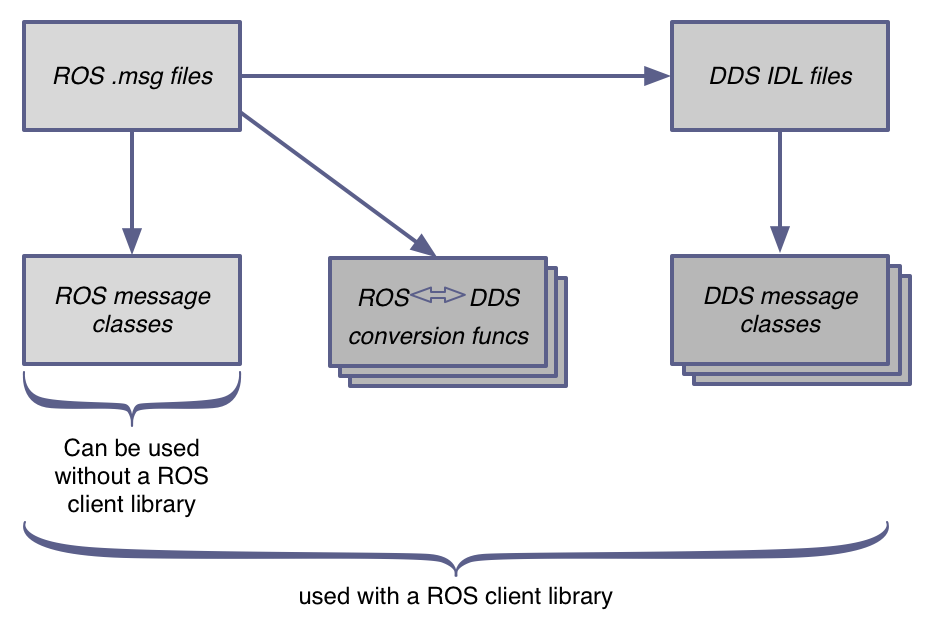 ROS .msg files
DDS IDL files
ROS message
classes
ROS DDS
conversion funcs
DDS message
classes
Can be used
without a ROS
client library
used with a ROS client library